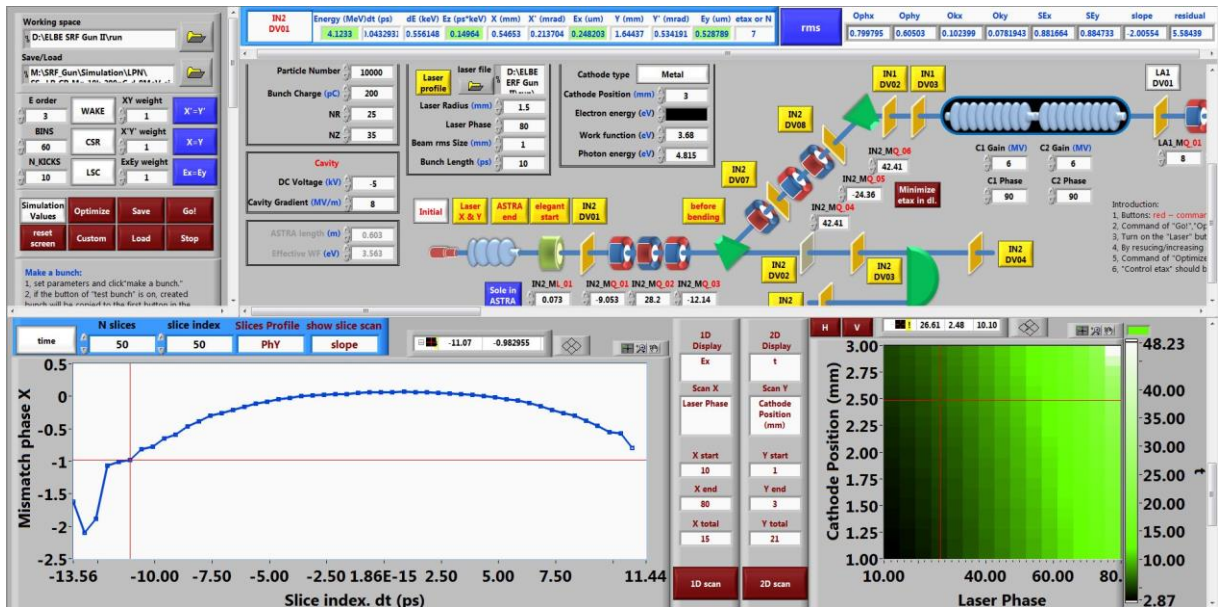 Working space
D:\ELBE SRF Gun II\run
Save/Load
M:\SRF_Gun\Simulation\LPN\
E order
3
WAKE
XY weight
1
X'=Y'
BINS
60
CSR
X'Y' weight
1
X=Y
N_KICKS
10
LSC
ExEy weight
1
Ex=Ey
Simulation Values
Optimize
Save
Go!
reset screen
Custom
Load
Stop
Make a bunch:
1, set parameters and click"make a bunch."
2, if the button of "test bunch" is on, created
bunch will be copied to the first button in the
IN2 DV01
Energy (MeV) dt (ps) dE (keV) Ez (ps*keV) X (mm) X' (mrad) Ex (um) Y (mm) Y' (mrad) Ey (um) etax or N
4.1233 0.556148 0.14964 0.54653 0.213704 0.248203 1.64437 0.534191 0.528789 7
rms
Ophx Ophy Okx Oky SEx SEy slope residual
0.799795 0.60503 0.102399 0.0781943 0.881664 0.884733 -2.00554 5.58439
Particle Number 10000
Bunch Charge (pC) 200
NR 25
NZ 35
Cavity
DC Voltage (kV) -5
Cavity Gradient (MV/m) 8
ASTRA length (m) 0.603
Effective WF (eV) 3.563
Laser profile
laser file
D:\ELBE
ERF Gun
Laser Radius (mm) 1.5
Laser Phase 80
Beam rms Size (mm) 1
Bunch Length (ps) 10
Cathode type Metal
Cathode Position (mm) 3
Electron energy (eV)
Work function (eV) 3.68
Photon energy (eV) 4.815
Initial
Laser X & Y
ASTRA end
elegant start
IN2 DV01
before bending
IN2 DV07
IN2 DV08
IN1 DV02
IN1 DV03
LA1 DV01
IN2_MQ_06
42.41
IN2_MQ_05
-24.36
IN2_MQ_04
42.41
Minimize etax in dl.
C1 Gain (MV)
6
C2 Gain (MV)
6
C1 Phase
90
C2 Phase
90
LA1_MQ_01
8
IN2 DV02
IN2 DV03
IN2 DV04
IN2
Sole in ASTRA
IN2_ML_01 IN2_MQ_01 IN2_MQ_02 IN2_MQ_03
0.073 -9.053 28.2 -12.14
Introduction:
1, Buttons: red -- comman
2, Command of "Go!","Op
3, Turn on the "Laser" but
4, By resucing/increasing
5, Command of "Optimize
6, "Control etax" should b
time
N slices
50
slice index
50
Slices Profile
PhY
show slice scan
slope
-11.07 -0.982955
Mismatch phase X
0.5
0
-0.5
-1
-1.5
-2
-2.5
-13.56 -10.00 -7.50 -5.00 -2.50 1.86E-15 2.50 5.00 7.50 11.44
Slice index. dt (ps)
1D Display
Ex
Scan X
Laser Phase
X start
10
X end
80
X total
15
1D scan
2D Display
t
Scan Y
Cathode Position (mm)
Y start
1
Y end
3
Y total
21
2D scan
H V
26.61 2.48 10.10
Cathode Position (mm)
3.00
2.50
2.00
1.50
1.00
10.00 40.00 60.00 80.
Laser Phase
48.23
40.00
35.00
30.00
25.00
20.00
15.00
10.00
2.87
t